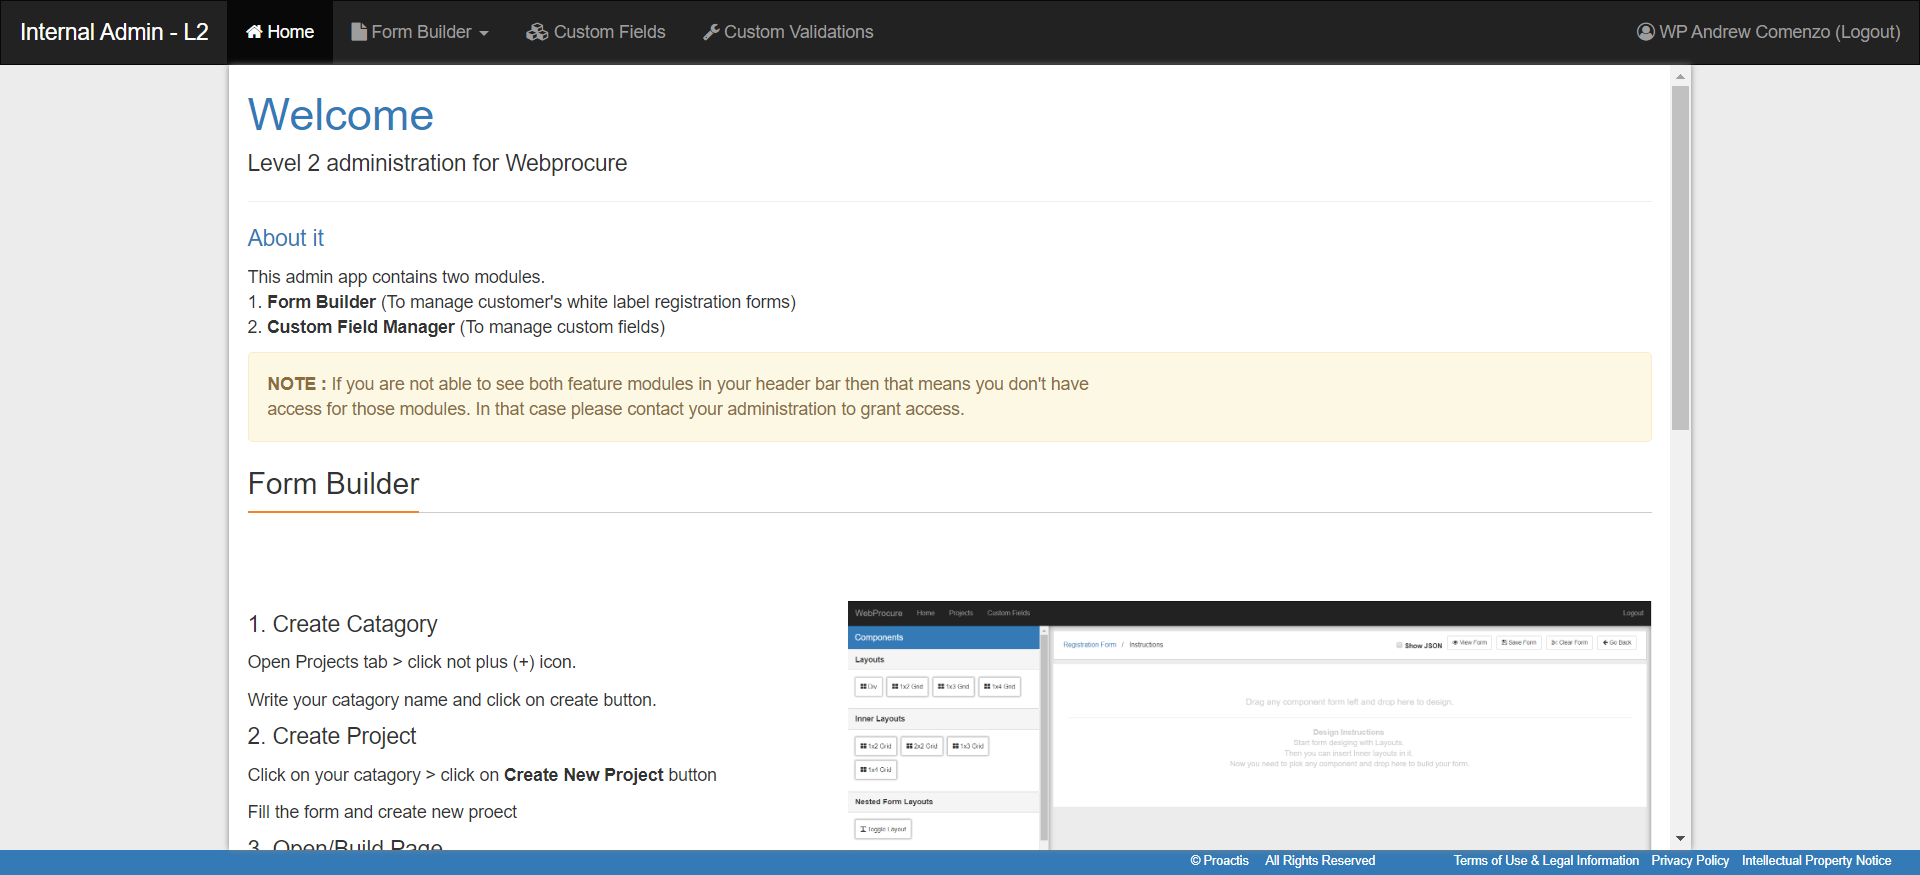 Internal Admin - L2
Home
Form Builder
Custom Fields
Custom Validations
WP Andrew Comenzo (Logout)
Welcome
Level 2 administration for Webprocure
About it
This admin app contains two modules.
1. Form Builder (To manage customer's white label registration forms)
2. Custom Field Manager (To manage custom fields)
NOTE : If you are not able to see both feature modules in your header bar then that means you don't have
access for those modules. In that case please contact your administration to grant access.
Form Builder
1. Create Catagory
Open Projects tab > click not plus (+) icon.
Write your catagory name and click on create button.
2. Create Project
Click on your catagory > click on Create New Project button
Fill the form and create new proect
3. Open/Build Page
WebProcure
Home
Projects
Custom Fields
Logout
Components
Layouts
Div
1x2 Grid
1x3 Grid
1x4 Grid
Inner Layouts
1x2 Grid
2x2 Grid
1x3 Grid
1x4 Grid
Nested Form Layouts
Toggle Layout
Registration Form / Instructions
Show JSON
View Form
Save Form
Clear Form
Go Back
Drag any component form left and drop here to design.
Design Instructions
Start form desiging with Layouts.
Then you can insert Inner layouts in it.
Now you need to pick any component and drop here to build your form.
© Proactis
All Rights Reserved
Terms of Use & Legal Information
Privacy Policy
Intellectual Property Notice